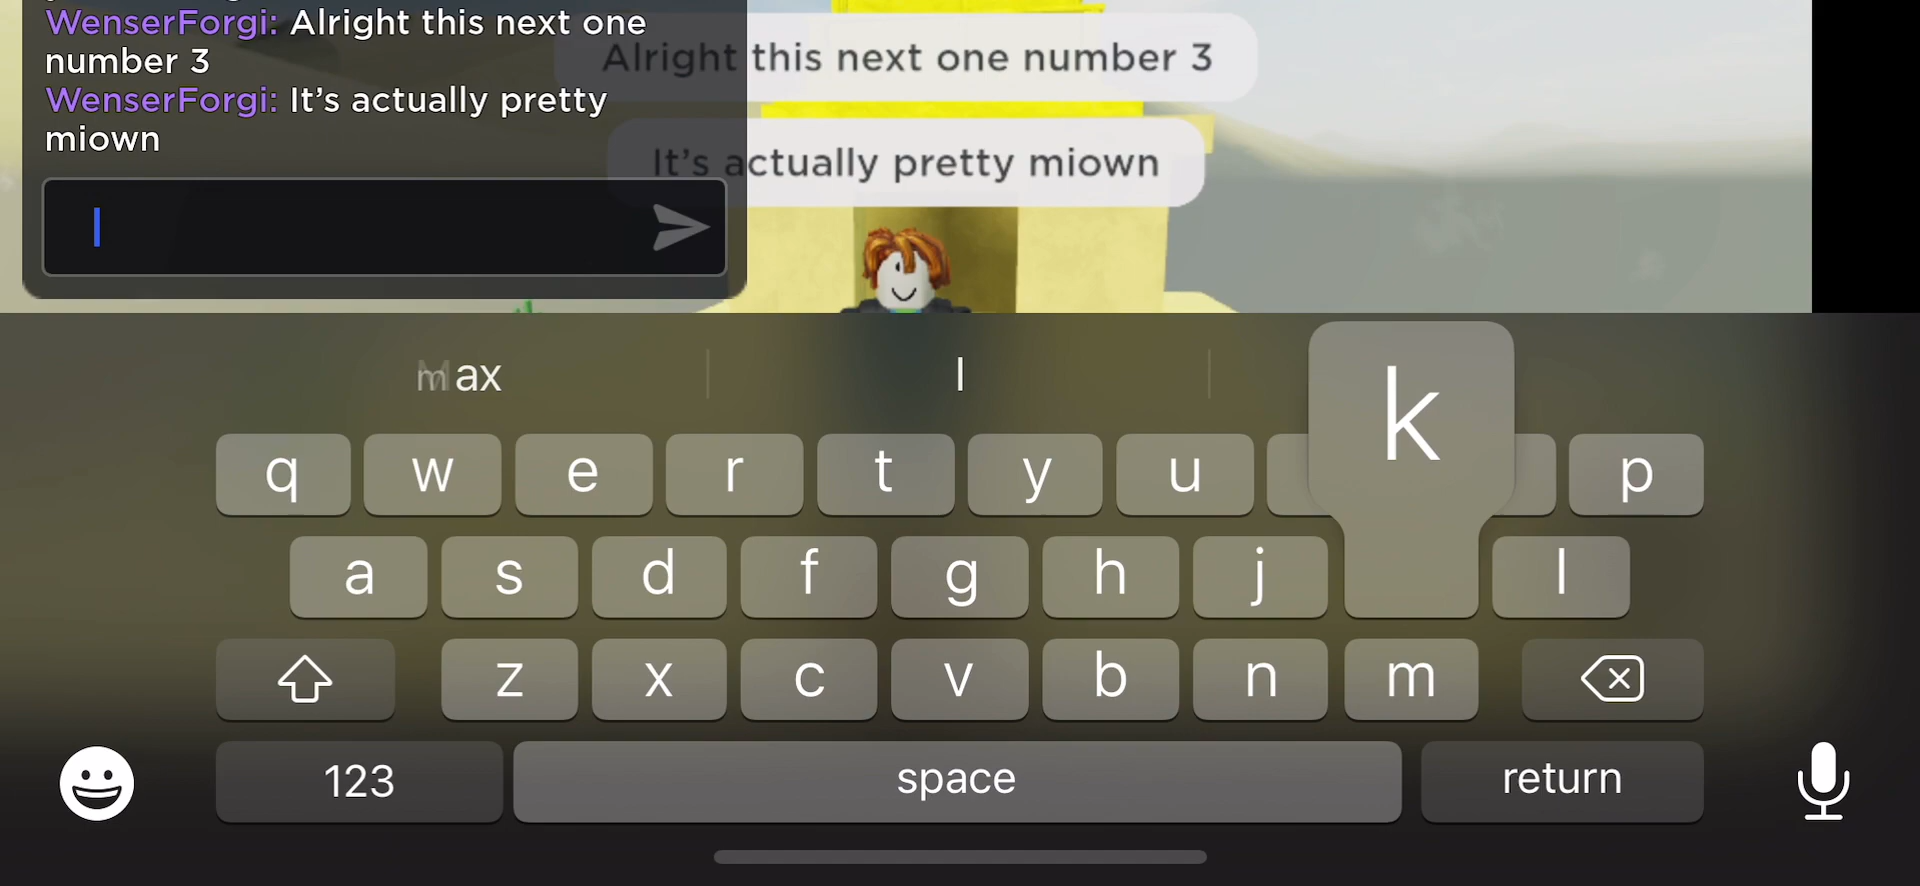 WenserForgi: Alright this next one
number 3
WenserForgi: It's actually pretty
miown
Alright this next one number 3
It's actually pretty miown
max
I
k
q w e r t y u p
a s d f g h j l
z x c v b n m
123 space return